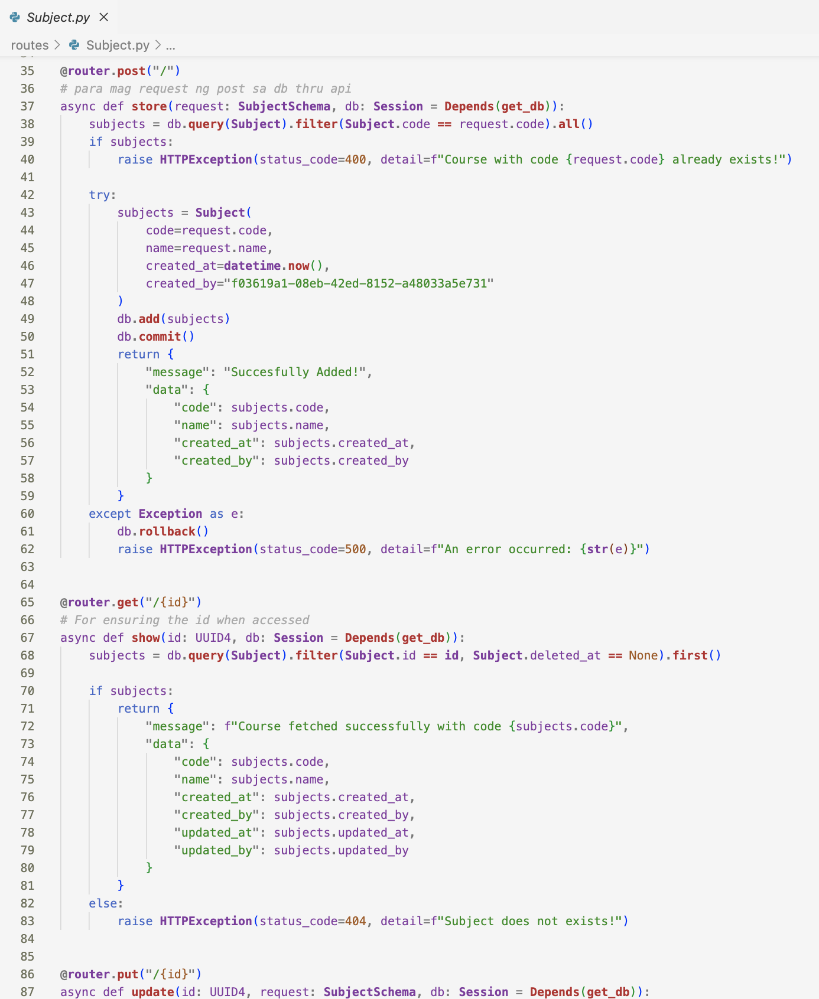 Subject.py ×
routes > Subject.py > ...
35 @router.post("/")
36 # para mag request ng post sa db thru api
37 async def store(request: SubjectSchema, db: Session = Depends(get_db)):
38     subjects = db.query(Subject).filter(Subject.code == request.code).all()
39     if subjects:
40         raise HTTPException(status_code=400, detail=f"Course with code {request.code} already exists!")
41
42     try:
43         subjects = Subject(
44             code=request.code,
45             name=request.name,
46             created_at=datetime.now(),
47             created_by="f03619a1-08eb-42ed-8152-a48033a5e731"
48         )
49         db.add(subjects)
50         db.commit()
51         return {
52             "message": "Succesfully Added!",
53             "data": {
54                 "code": subjects.code,
55                 "name": subjects.name,
56                 "created_at": subjects.created_at,
57                 "created_by": subjects.created_by
58             }
59         }
60     except Exception as e:
61         db.rollback()
62         raise HTTPException(status_code=500, detail=f"An error occurred: {str(e)}")
63
64
65 @router.get("/{id}")
66 # For ensuring the id when accessed
67 async def show(id: UUID4, db: Session = Depends(get_db)):
68     subjects = db.query(Subject).filter(Subject.id == id, Subject.deleted_at == None).first()
69
70     if subjects:
71         return {
72             "message": f"Course fetched successfully with code {subjects.code}",
73             "data": {
74                 "code": subjects.code,
75                 "name": subjects.name,
76                 "created_at": subjects.created_at,
77                 "created_by": subjects.created_by,
78                 "updated_at": subjects.updated_at,
79                 "updated_by": subjects.updated_by
80             }
81         }
82     else:
83         raise HTTPException(status_code=404, detail=f"Subject does not exists!")
84
85
86 @router.put("/{id}")
87 async def update(id: UUID4, request: SubjectSchema, db: Session = Depends(get_db)):